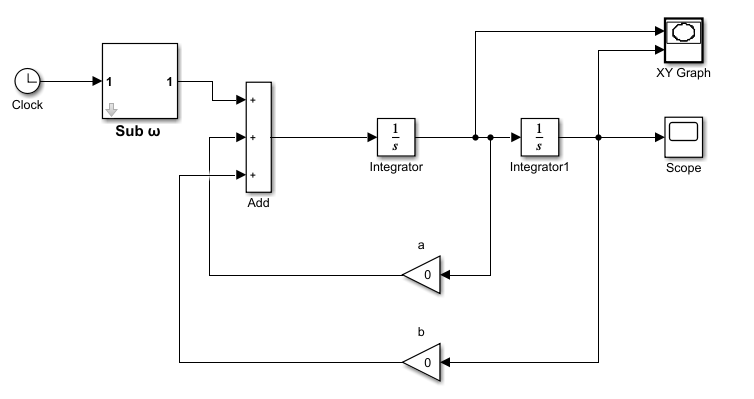 XY Graph
1
1
Clock
Sub ω
+
+
+
Add
1
s
Integrator
1
s
Integrator1
Scope
a
0
b
0